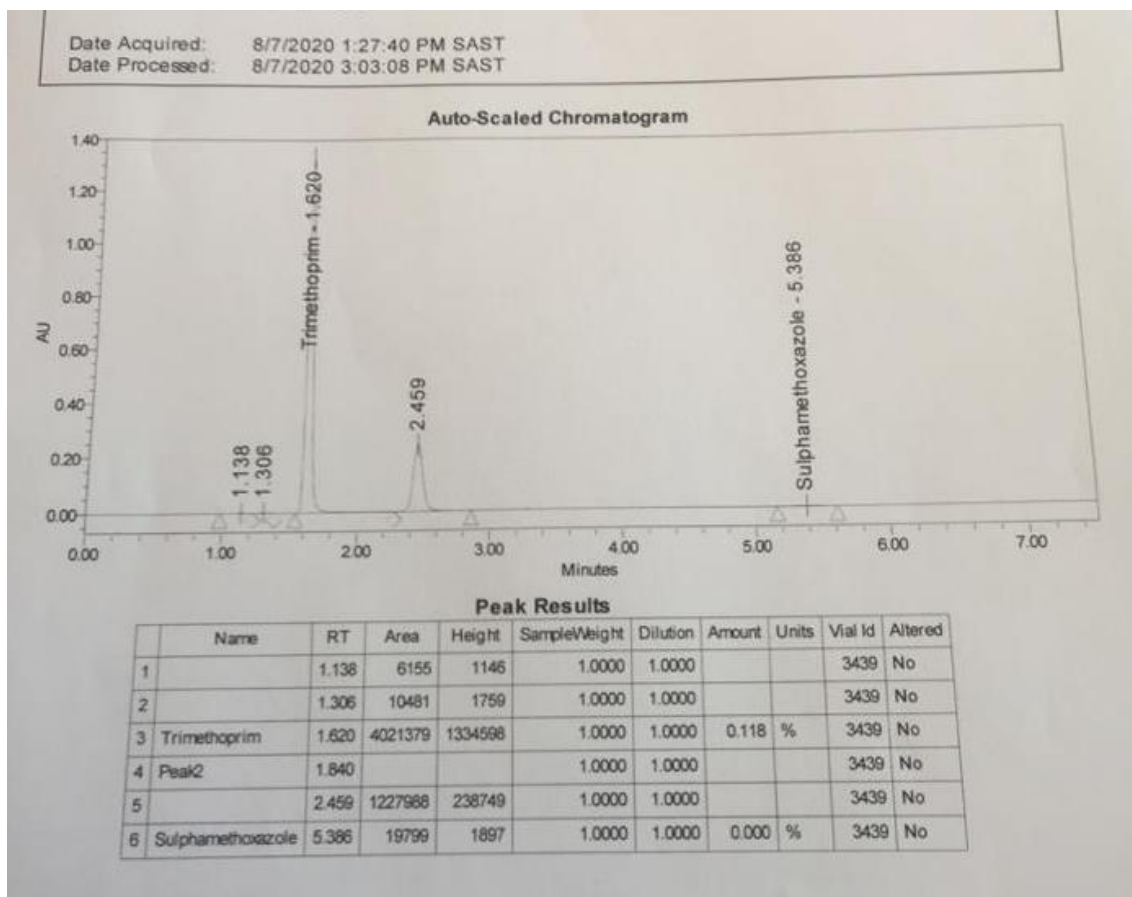 Date Acquired: 8/7/2020 1:27:40 PM SAST
Date Processed: 8/7/2020 3:03:08 PM SAST
Auto-Scaled Chromatogram
1.40
1.20
1.00
0.80
0.60
0.40
0.20
0.00
AU
1.138
1.306
Trimethoprim - 1.620
2.459
Sulphamethoxazole - 5.386
0.00 1.00 2.00 3.00 4.00 5.00 6.00 7.00
Minutes
Peak Results
Name RT Area Height SampleWeight Dilution Amount Units Vial Id Altered
1 1.138 6155 1146 1.0000 1.0000 3439 No
2 1.306 10481 1759 1.0000 1.0000 3439 No
3 Trimethoprim 1.620 4021379 1334598 1.0000 1.0000 0.118 % 3439 No
4 Peak2 1.840 1.0000 1.0000 3439 No
5 2.459 1227988 238749 1.0000 1.0000 3439 No
6 Sulphamethoxazole 5.386 19799 1897 1.0000 1.0000 0.000 % 3439 No